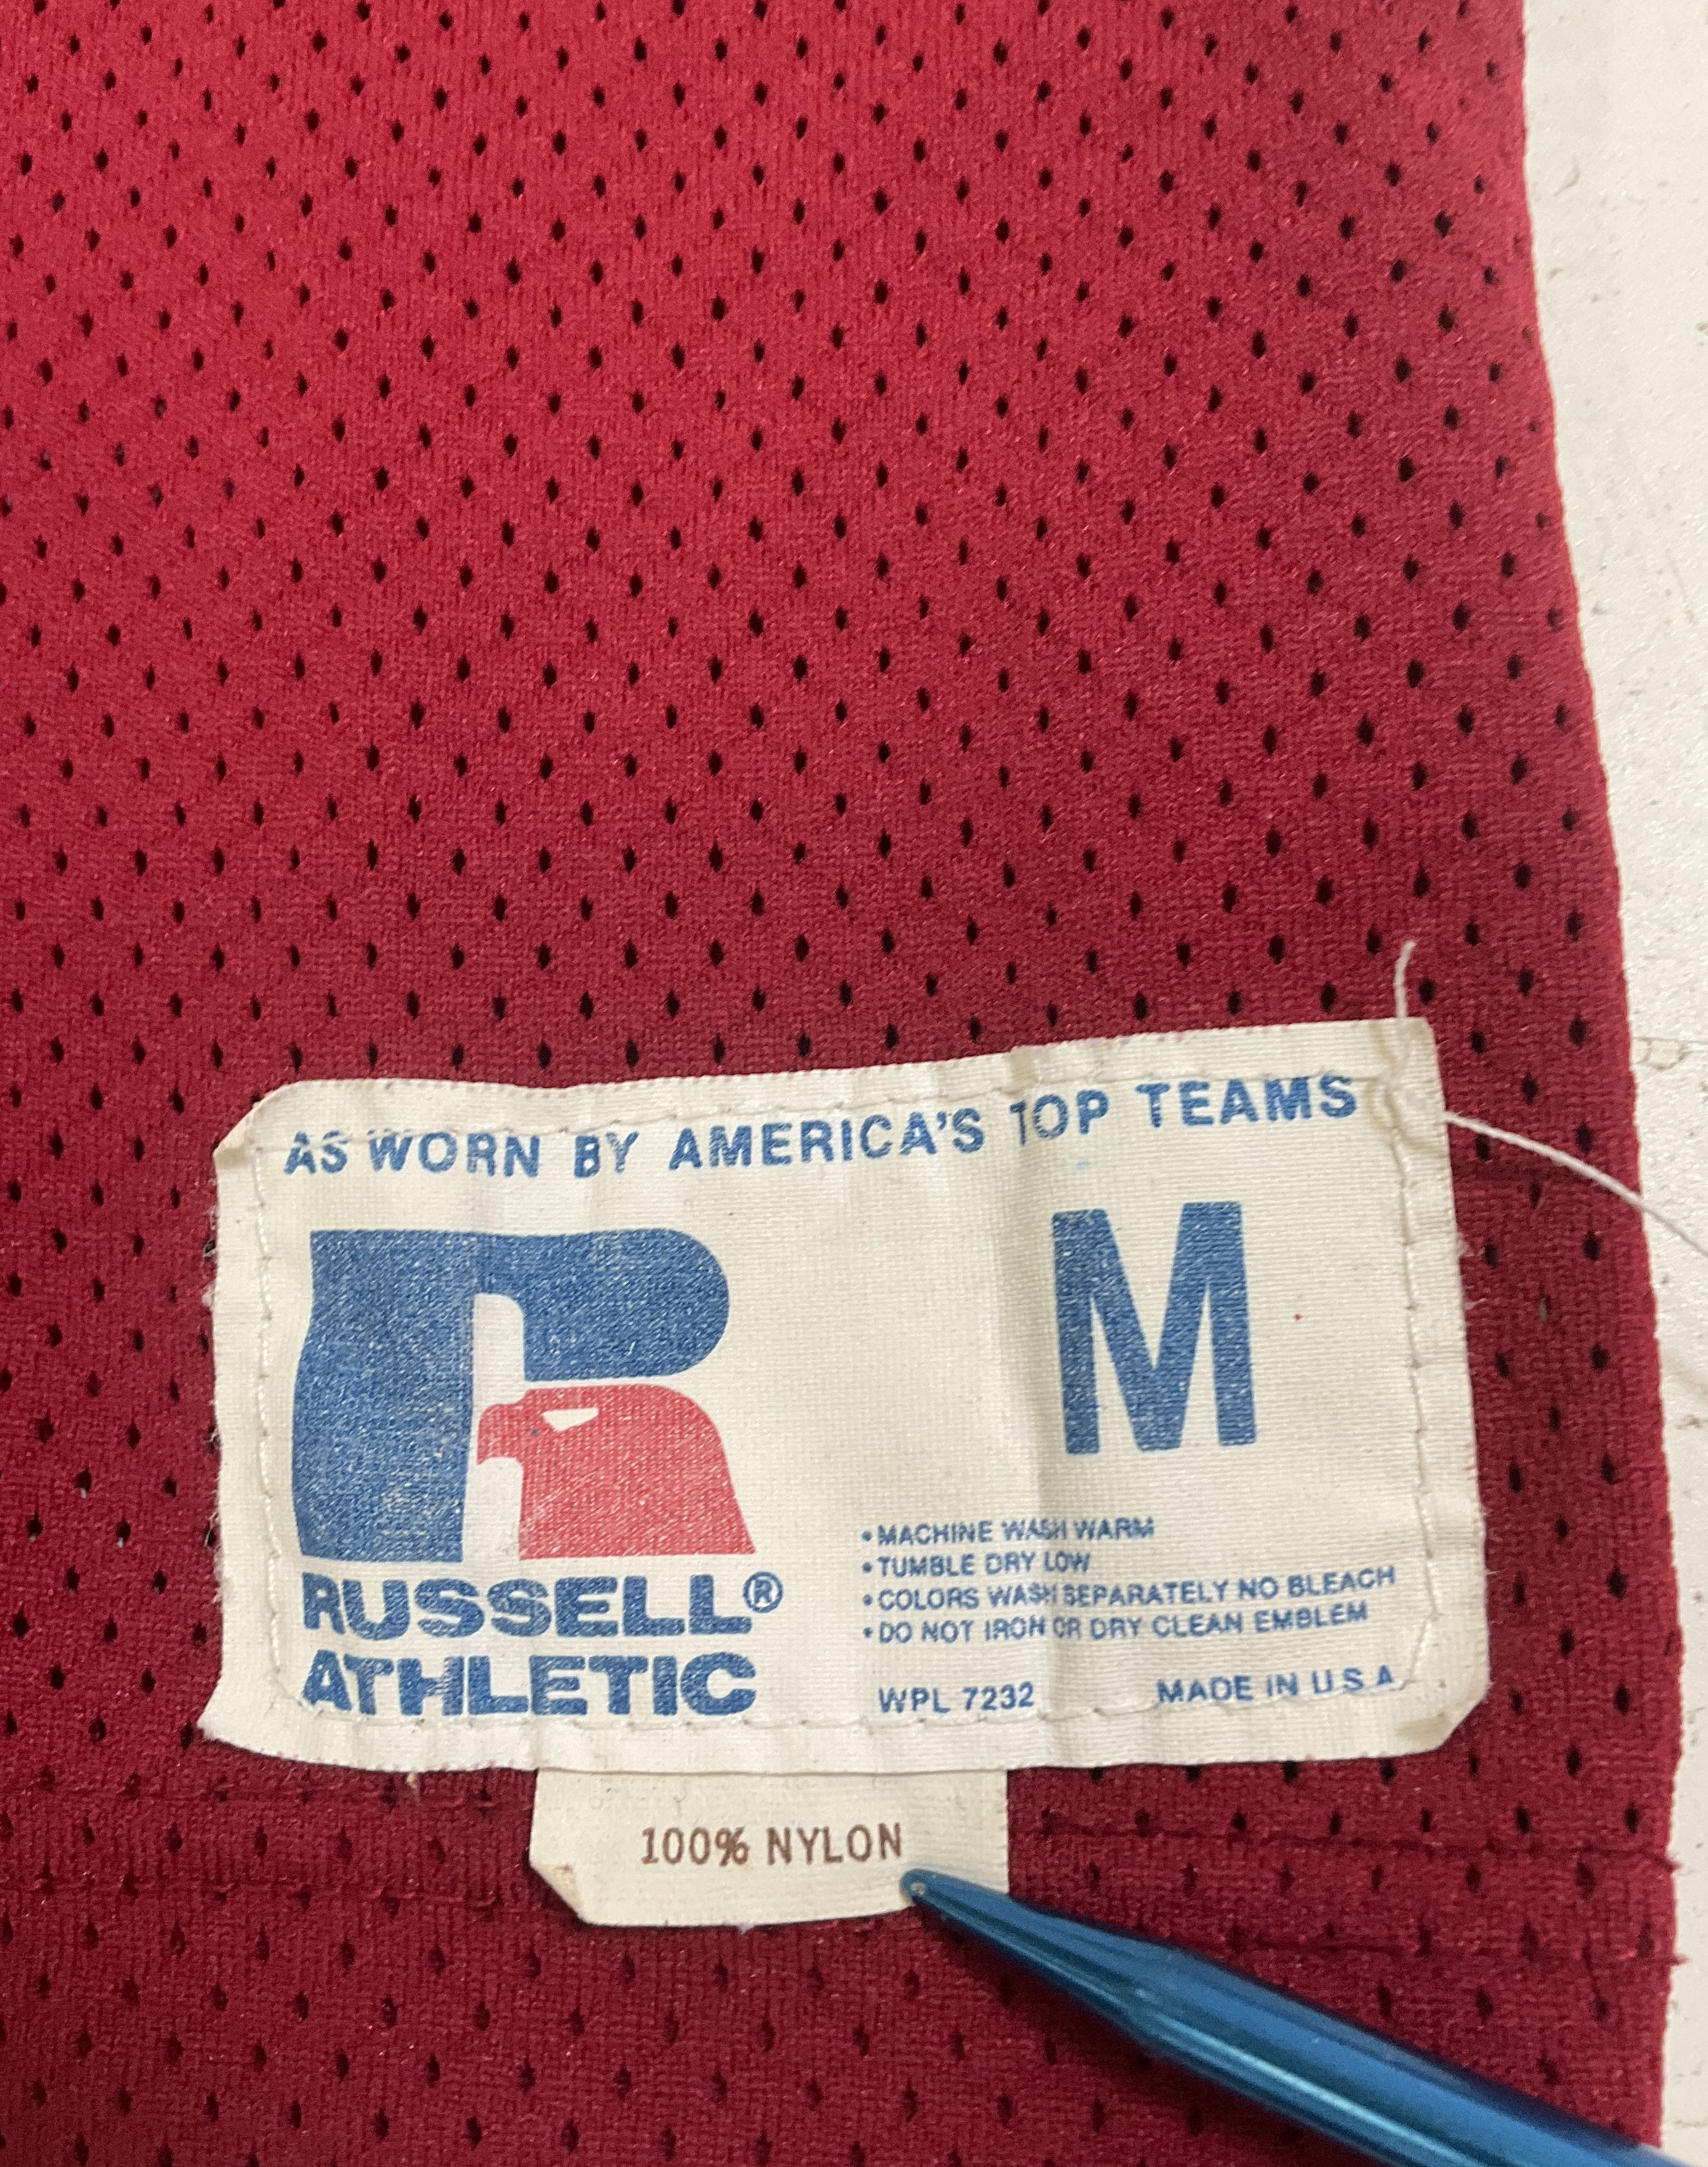 AS WORN BY AMERICA'S TOP TEAMS
M
RUSSELL®
ATHLETIC
• MACHINE WASH WARM
• TUMBLE DRY LOW
• COLORS WASH SEPARATELY NO BLEACH
• DO NOT IRON OR DRY CLEAN EMBLEM
WPL 7232 MADE IN U S A
100% NYLON